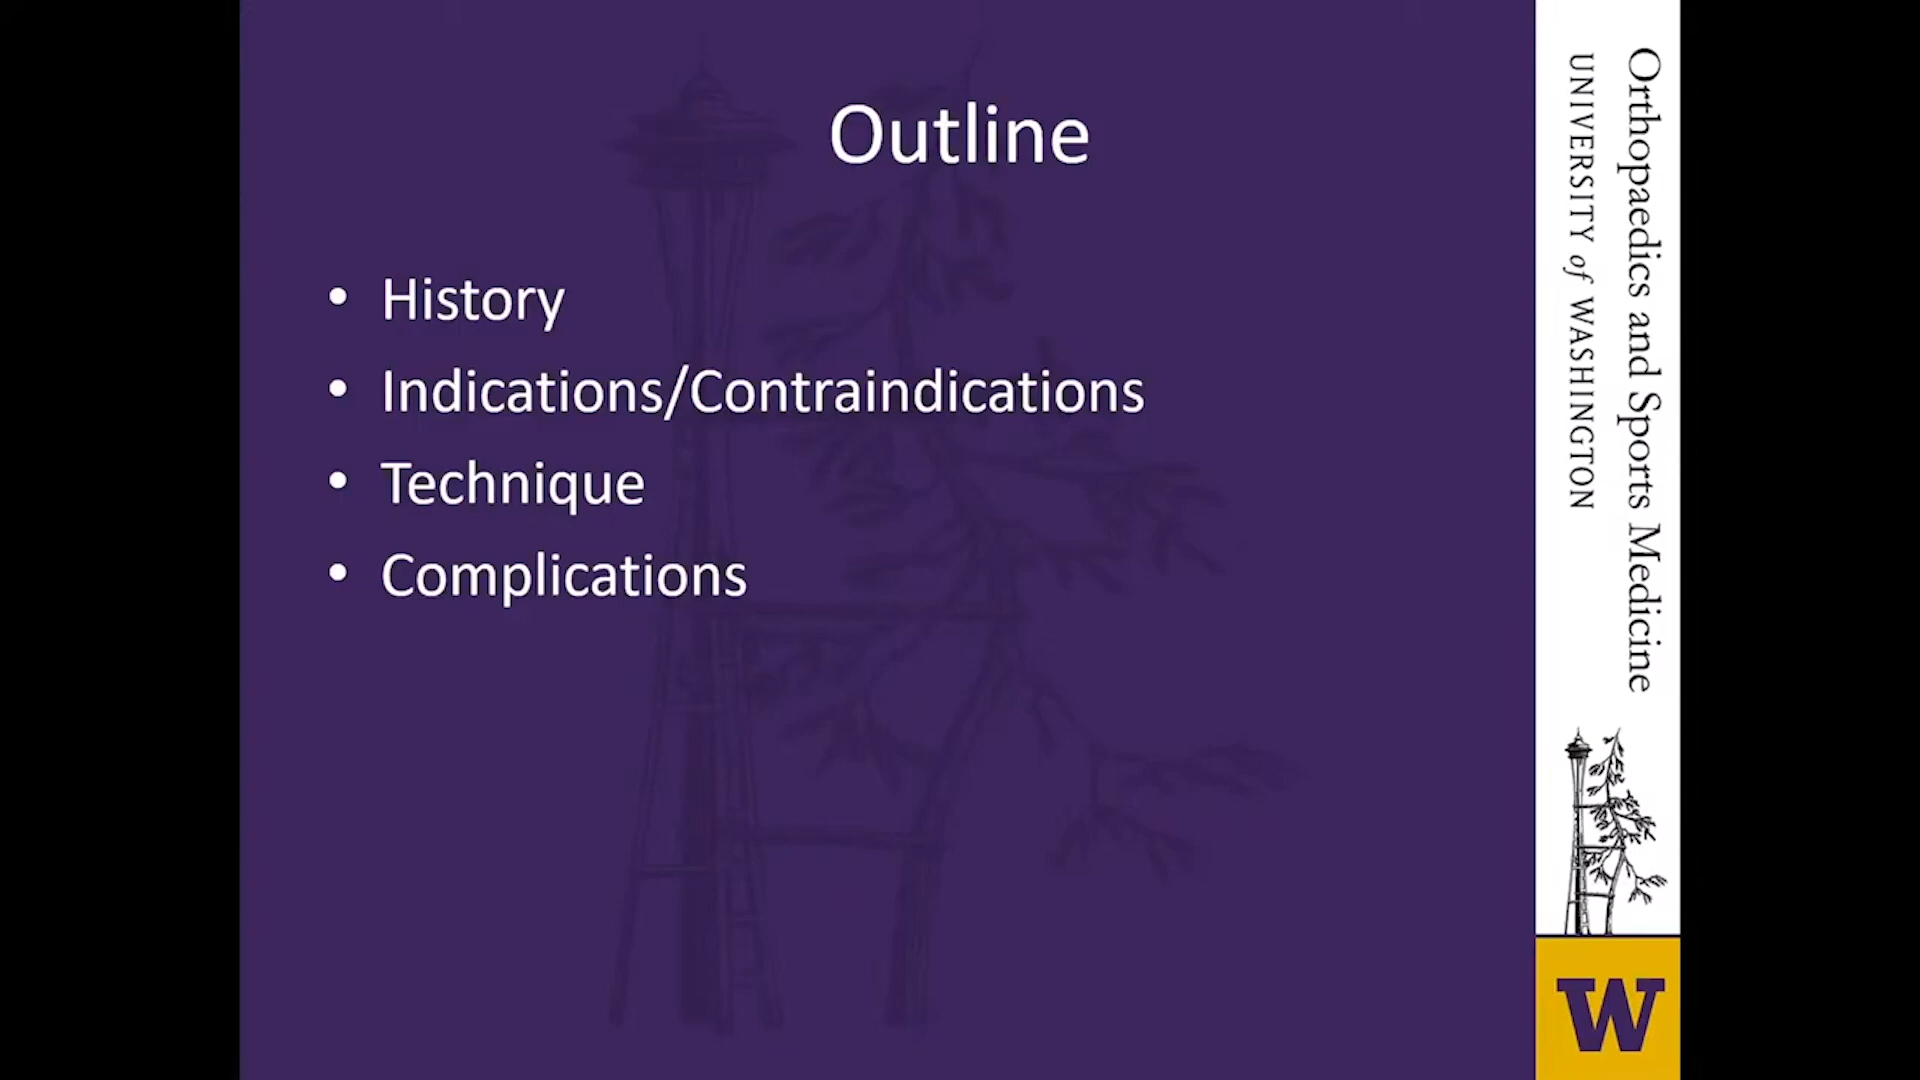 Outline
• History
• Indications/Contraindications
• Technique
• Complications
Orthopaedics and Sports Medicine
UNIVERSITY of WASHINGTON
W